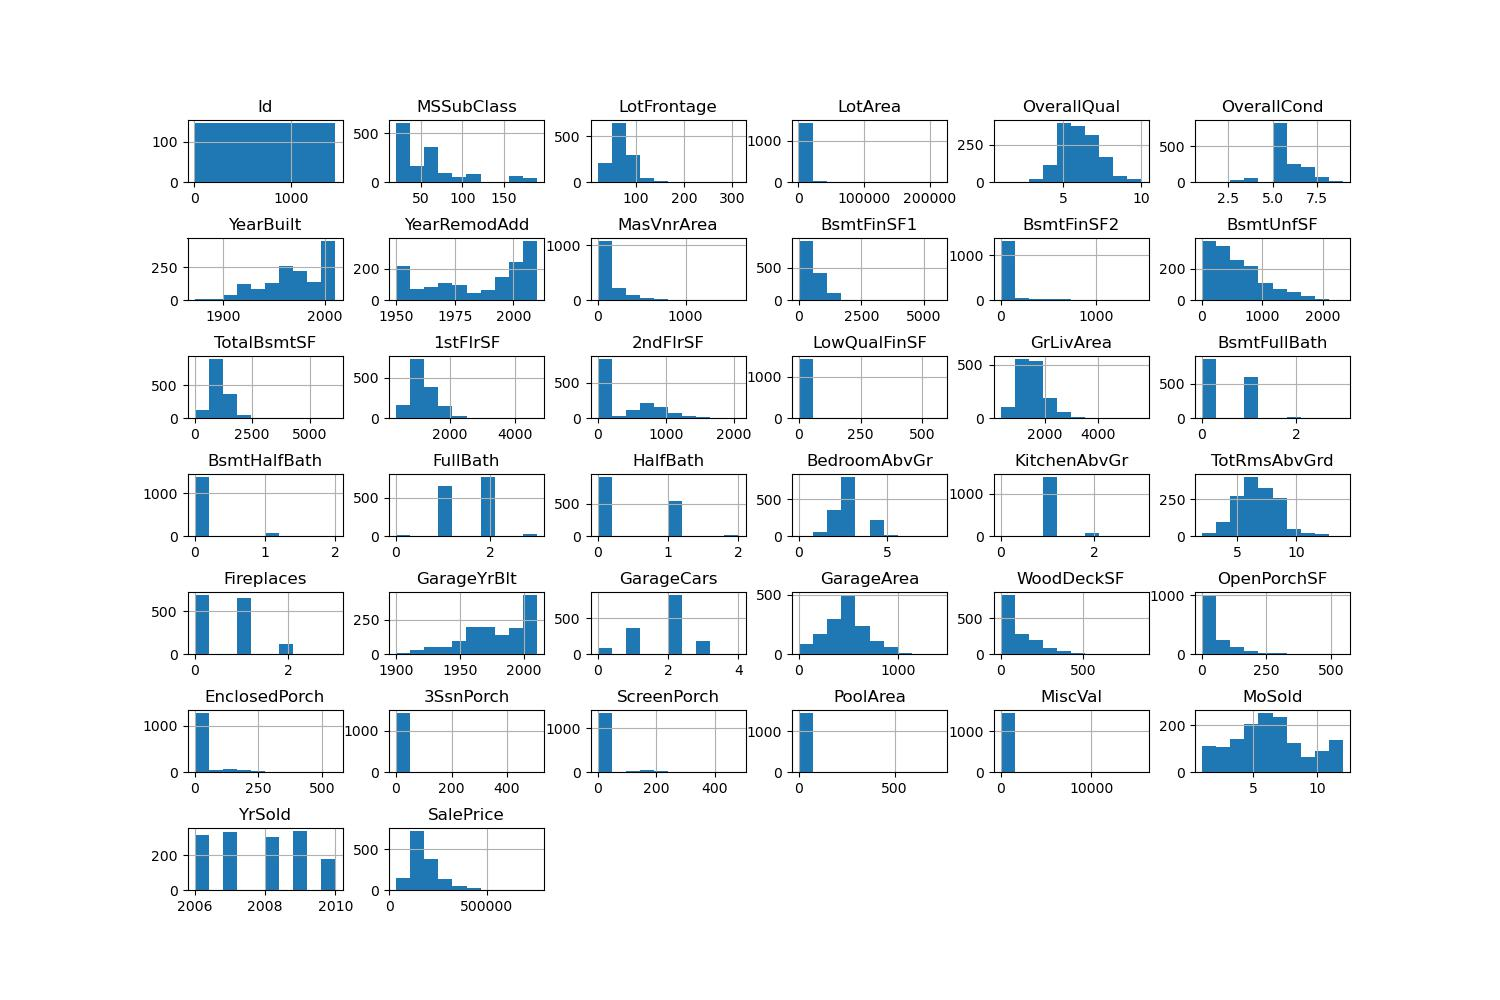 Id MSSubClass LotFrontage LotArea OverallQual OverallCond
100 0 500 0 500 0 1000 0 250 0 500 0
0 1000 50 100 150 100 200 300 0 100000 200000 5 10 2.5 5.0 7.5
YearBuilt YearRemodAdd MasVnrArea BsmtFinSF1 BsmtFinSF2 BsmtUnfSF
250 0 200 0 1000 0 500 0 1000 0 200 0
1900 2000 1950 1975 2000 0 1000 0 2500 5000 0 1000 0 1000 2000
TotalBsmtSF 1stFlrSF 2ndFlrSF LowQualFinSF GrLivArea BsmtFullBath
500 0 500 0 500 0 1000 0 500 0 500 0
0 2500 5000 2000 4000 0 1000 2000 0 250 500 2000 4000 0 2
BsmtHalfBath FullBath HalfBath BedroomAbvGr KitchenAbvGr TotRmsAbvGrd
1000 0 500 0 500 0 500 0 1000 0 250 0
0 1 2 0 2 0 1 2 0 5 0 2 5 10
Fireplaces GarageYrBlt GarageCars GarageArea WoodDeckSF OpenPorchSF
500 0 250 0 500 0 500 0 500 0 1000 500 0
0 2 1900 1950 2000 0 2 4 0 1000 0 500 0 250 500
EnclosedPorch 3SsnPorch ScreenPorch PoolArea MiscVal MoSold
1000 0 1000 0 1000 0 1000 0 1000 0 200 0
0 250 500 0 200 400 0 200 400 0 500 0 10000 5 10
YrSold SalePrice
200 0 500 0
2006 2008 2010 0 500000